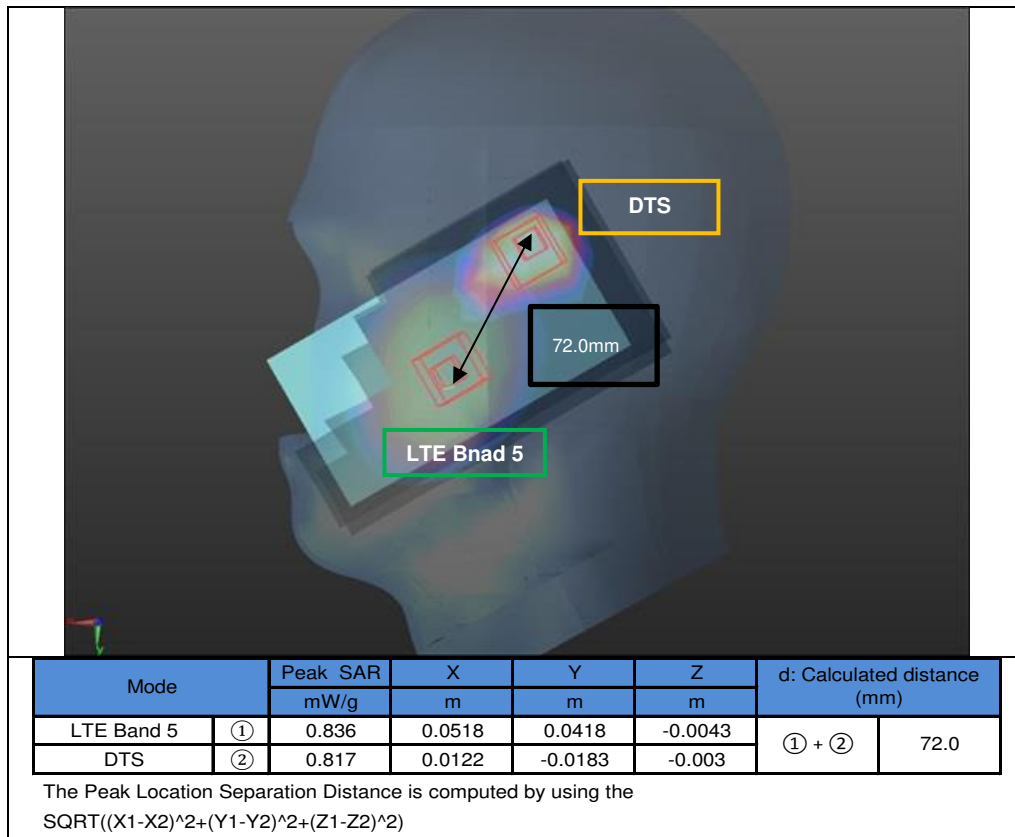 DTS
72.0mm
LTE Bnad 5
y
Mode Peak SAR X Y Z d: Calculated distance (mm)
mW/g m m m
LTE Band 5 ① 0.836 0.0518 0.0418 -0.0043 ① + ② 72.0
DTS ② 0.817 0.0122 -0.0183 -0.003
The Peak Location Separation Distance is computed by using the
SQRT((X1-X2)^2+(Y1-Y2)^2+(Z1-Z2)^2)